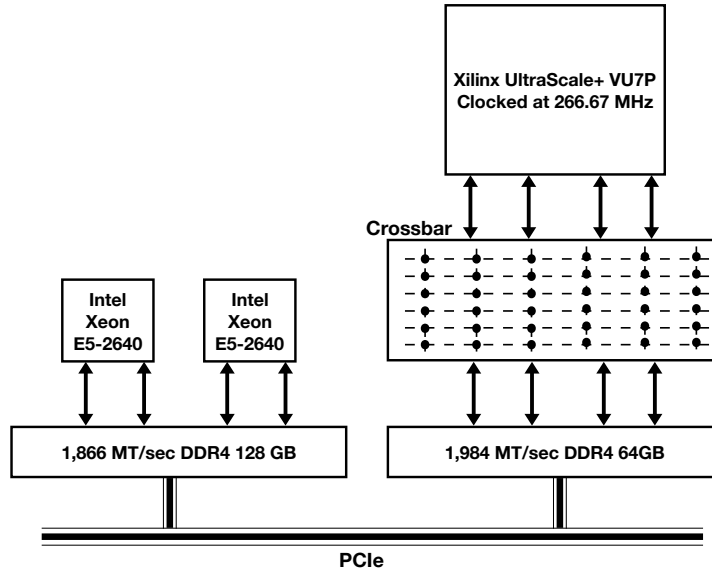 Xilinx UltraScale+ VU7P
Clocked at 266.67 MHz
Crossbar
Intel
Xeon
E5-2640
Intel
Xeon
E5-2640
1,866 MT/sec DDR4 128 GB
1,984 MT/sec DDR4 64GB
PCIe